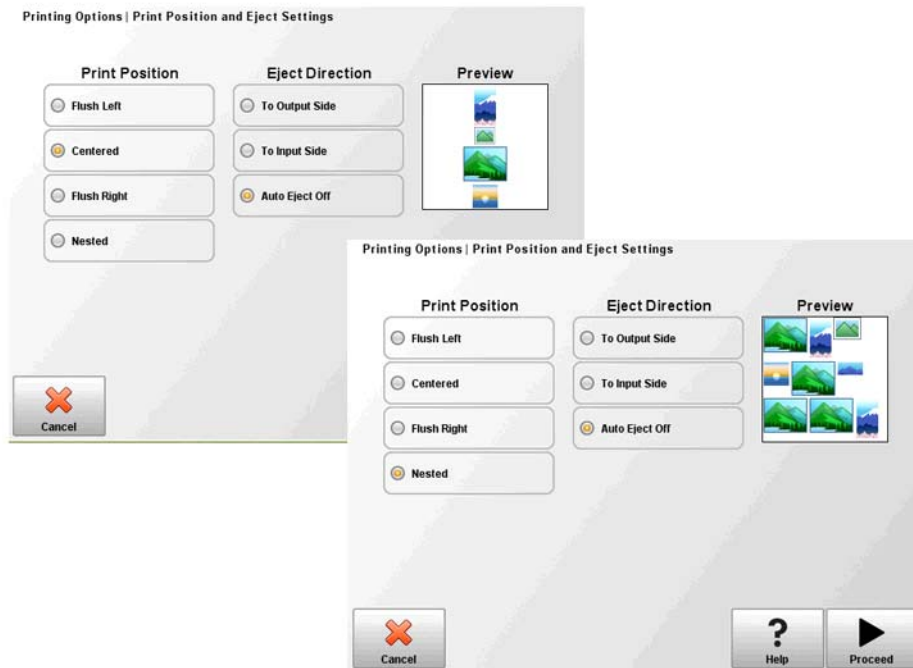 Printing Options | Print Position and Eject Settings
Print Position
Eject Direction
Preview
Flush Left
To Output Side
Centered
To Input Side
Flush Right
Auto Eject Off
Nested
Cancel
Printing Options | Print Position and Eject Settings
Print Position
Eject Direction
Preview
Flush Left
To Output Side
Centered
To Input Side
Flush Right
Auto Eject Off
Nested
Cancel
?
Help
Proceed